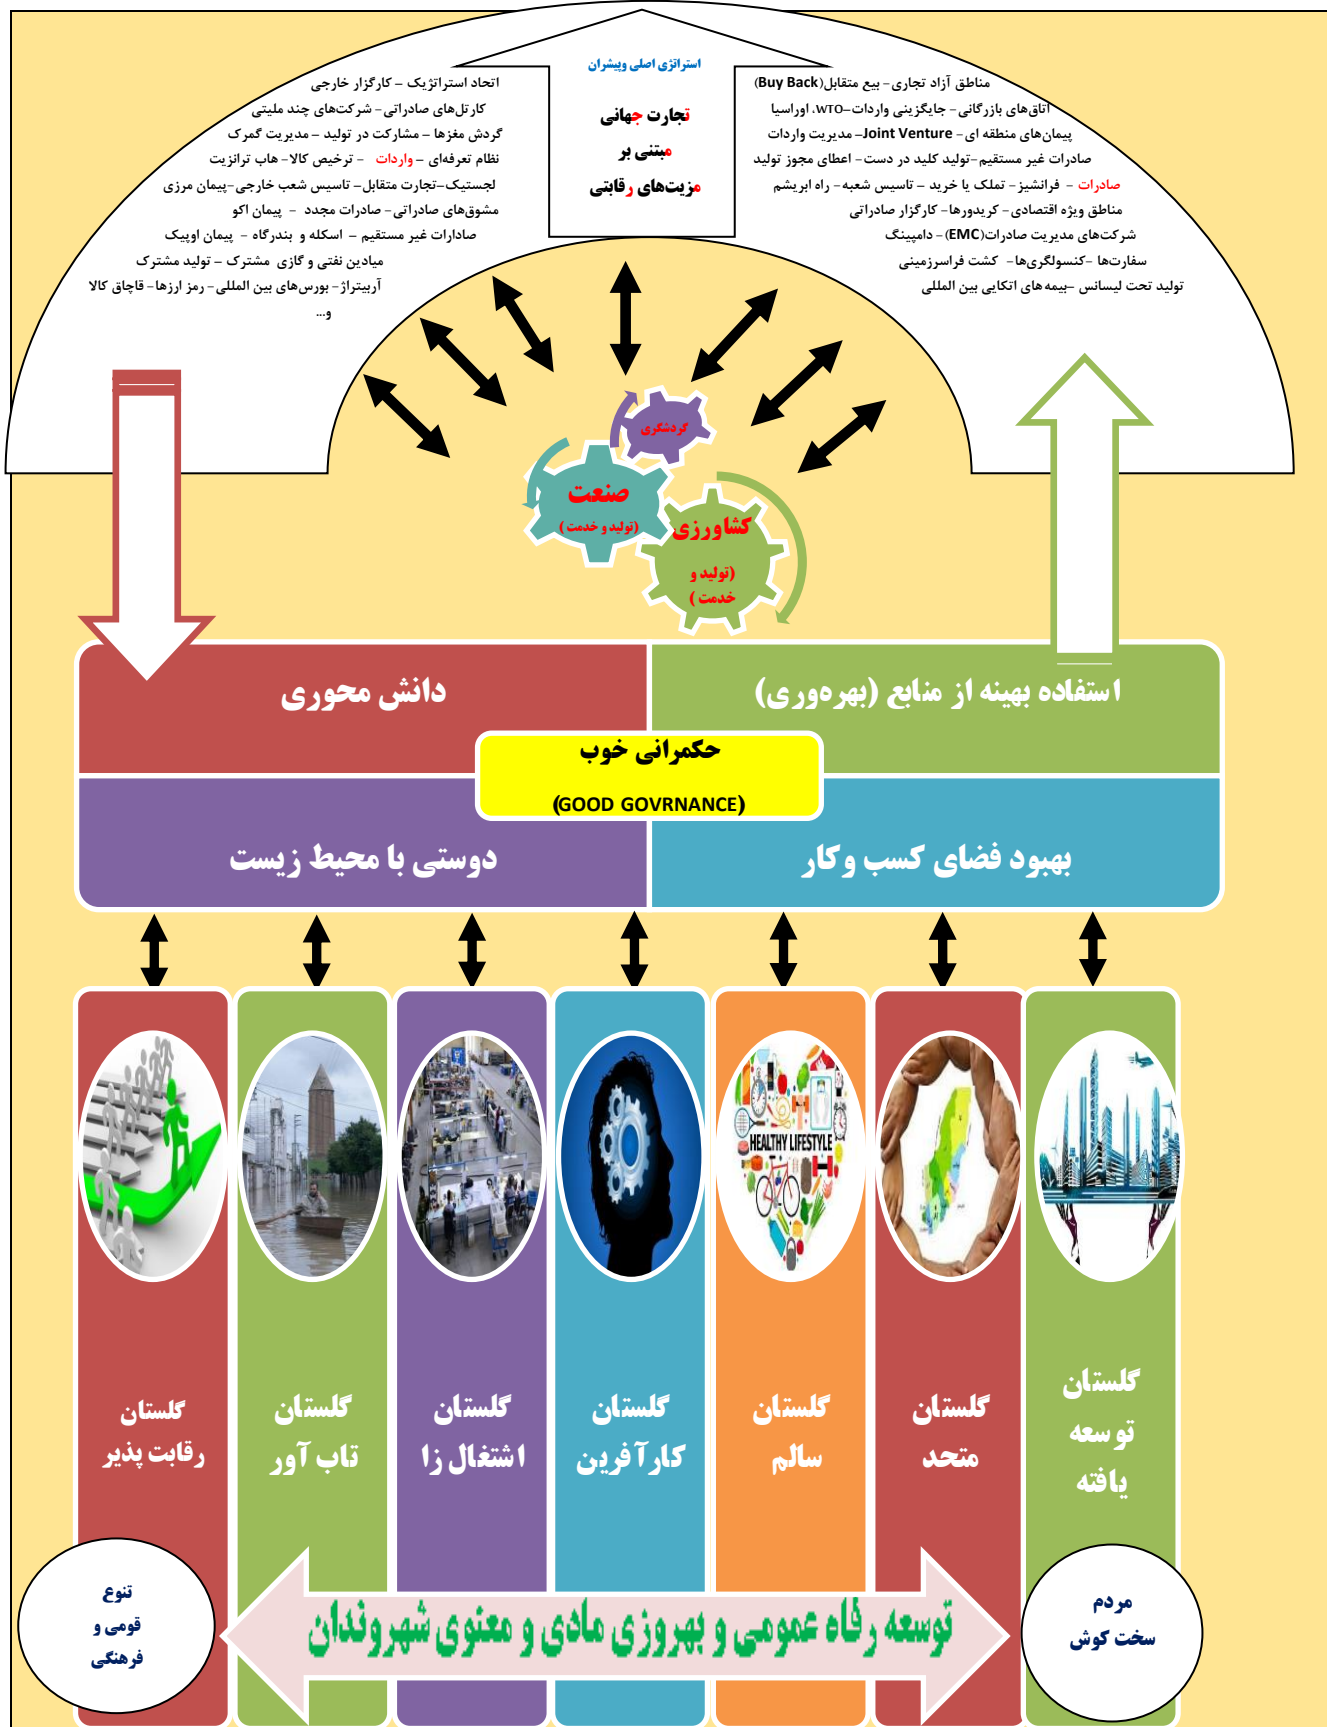 استراتژی اصلی وپیشران
تجارت جهانی
مبتنی بر
مزیت‌های رقابتی
مناطق آزاد تجاری- بیع متقابل(Buy Back)
اتاق‌های بازرگانی- جایگزینی واردات–WTO، اوراسیا
پیمان‌های منطقه ای- Joint Venture- مدیریت واردات
صادرات غیر مستقیم-تولید کلید در دست- اعطای مجوز تولید
صادرات - فرانشیز- تملک یا خرید – تاسیس شعبه- راه ابریشم
مناطق ویژه اقتصادی- کریدورها- کارگزار صادراتی
شرکت‌های مدیریت صادرات(EMC)- دامپینگ
سفارت‌ها -کنسولگری‌ها- کشت فراسرزمینی
تولید تحت لیسانس –بیمه های اتکایی بین المللی
اتحاد استراتژیک – کارگزار خارجی
کارتل‌های صادراتی- شرکت‌های چند ملیتی
گردش مغزها – مشارکت در تولید – مدیریت گمرک
نظام تعرفه‌ای – واردات - ترخیص کالا- هاب ترانزیت
لجستیک-تجارت متقابل- تاسیس شعب خارجی-پیمان مرزی
مشوق‌های صادراتی- صادرات مجدد - پیمان اکو
صادارات غیر مستقیم – اسکله و بندرگاه - پیمان اوپیک
میادین نفتی و گازی مشترک – تولید مشترک
آربیتراژ- بورس‌های بین المللی- رمز ارزها- قاچاق کالا
و...
گردشگری
صنعت
(تولید و خدمت )
کشاورزی
(تولید و
خدمت )
استفاده بهینه از منابع (بهره‌وری)
دانش محوری
حکمرانی خوب
(GOOD GOVRNANCE)
بهبود فضای کسب وکار
دوستی با محیط زیست
HEALTHY LIFESTYLE
گلستان
توسعه
یافته
گلستان
متحد
گلستان
سالم
گلستان
کارآفرین
گلستان
اشتغال زا
گلستان
تاب آور
گلستان
رقابت پذیر
مردم
سخت کوش
توسعه رفاه عمومی و بهروزی مادی و معنوی شهروندان
تنوع
قومی و
فرهنگی